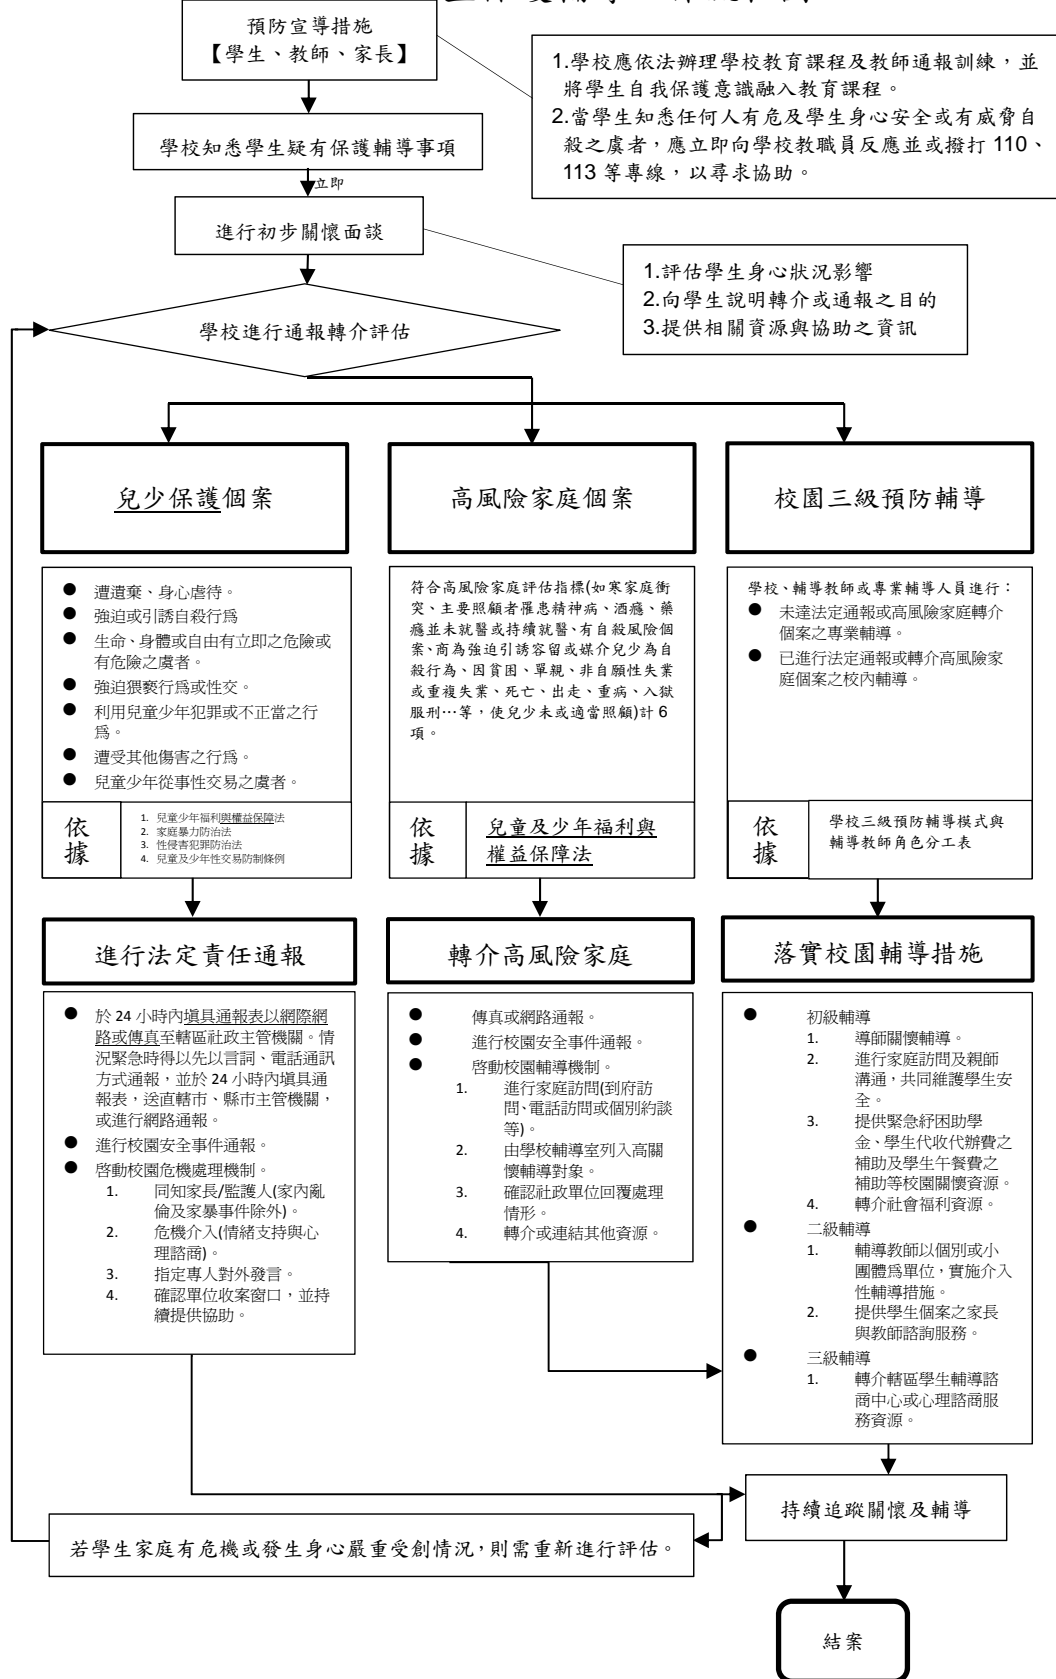 預防宣導措施
【學生、教師、家長】
1.學校應依法辦理學校教育課程及教師通報訓練，並
將學生自我保護意識融入教育課程。
2.當學生知悉任何人有危及學生身心安全或有威脅自
殺之虞者，應立即向學校教職員反應並或撥打 110、
113 等專線，以尋求協助。
學校知悉學生疑有保護輔導事項
立即
進行初步關懷面談
1.評估學生身心狀況影響
2.向學生說明轉介或通報之目的
3.提供相關資源與協助之資訊
學校進行通報轉介評估
兒少保護個案
● 遭遺棄、身心虐待。
● 強迫或引誘自殺行為
● 生命、身體或自由有立即之危險或
有危險之虞者。
● 強迫猥褻行為或性交。
● 利用兒童少年犯罪或不正當之行
為。
● 遭受其他傷害之行為。
● 兒童少年從事性交易之虞者。
依
據
1. 兒童少年福利與權益保障法
2. 家庭暴力防治法
3. 性侵害犯罪防治法
4. 兒童及少年性交易防制條例
進行法定責任通報
● 於 24 小時內填具通報表以網際網
路或傳真至轄區社政主管機關。情
況緊急時得以先以言詞、電話通訊
方式通報，並於 24 小時內填具通
報表，送直轄市、縣市主管機關，
或進行網路通報。
● 進行校園安全事件通報。
● 啟動校園危機處理機制。
1. 同知家長/監護人(家內亂
倫及家暴事件除外)。
2. 危機介入(情緒支持與心
理諮商)。
3. 指定專人對外發言。
4. 確認單位收案窗口，並持
續提供協助。
高風險家庭個案
符合高風險家庭評估指標(如寒家庭衝
突、主要照顧者罹患精神病、酒癮、藥
癮並未就醫或持續就醫、有自殺風險個
案、商為強迫引誘容留或媒介兒少為自
殺行為、因貧困、單親、非自願性失業
或重複失業、死亡、出走、重病、入獄
服刑…等，使兒少未或適當照顧)計 6
項。
依
據
兒童及少年福利與
權益保障法
轉介高風險家庭
● 傳真或網路通報。
● 進行校園安全事件通報。
● 啟動校園輔導機制。
1. 進行家庭訪問(到府訪
問、電話訪問或個別約談
等)。
2. 由學校輔導室列入高關
懷輔導對象。
3. 確認社政單位回覆處理
情形。
4. 轉介或連結其他資源。
校園三級預防輔導
學校、輔導教師或專業輔導人員進行：
● 未達法定通報或高風險家庭轉介
個案之專業輔導。
● 已進行法定通報或轉介高風險家
庭個案之校內輔導。
依
據
學校三級預防輔導模式與
輔導教師角色分工表
落實校園輔導措施
● 初級輔導
1. 導師關懷輔導。
2. 進行家庭訪問及親師
溝通，共同維護學生安
全。
3. 提供緊急紓困助學
金、學生代收代辦費之
補助及學生午餐費之
補助等校園關懷資源。
4. 轉介社會福利資源。
● 二級輔導
1. 輔導教師以個別或小
團體為單位，實施介入
性輔導措施。
2. 提供學生個案之家長
與教師諮詢服務。
● 三級輔導
1. 轉介轄區學生輔導諮
商中心或心理諮商服
務資源。
持續追蹤關懷及輔導
若學生家庭有危機或發生身心嚴重受創情況，則需重新進行評估。
結案